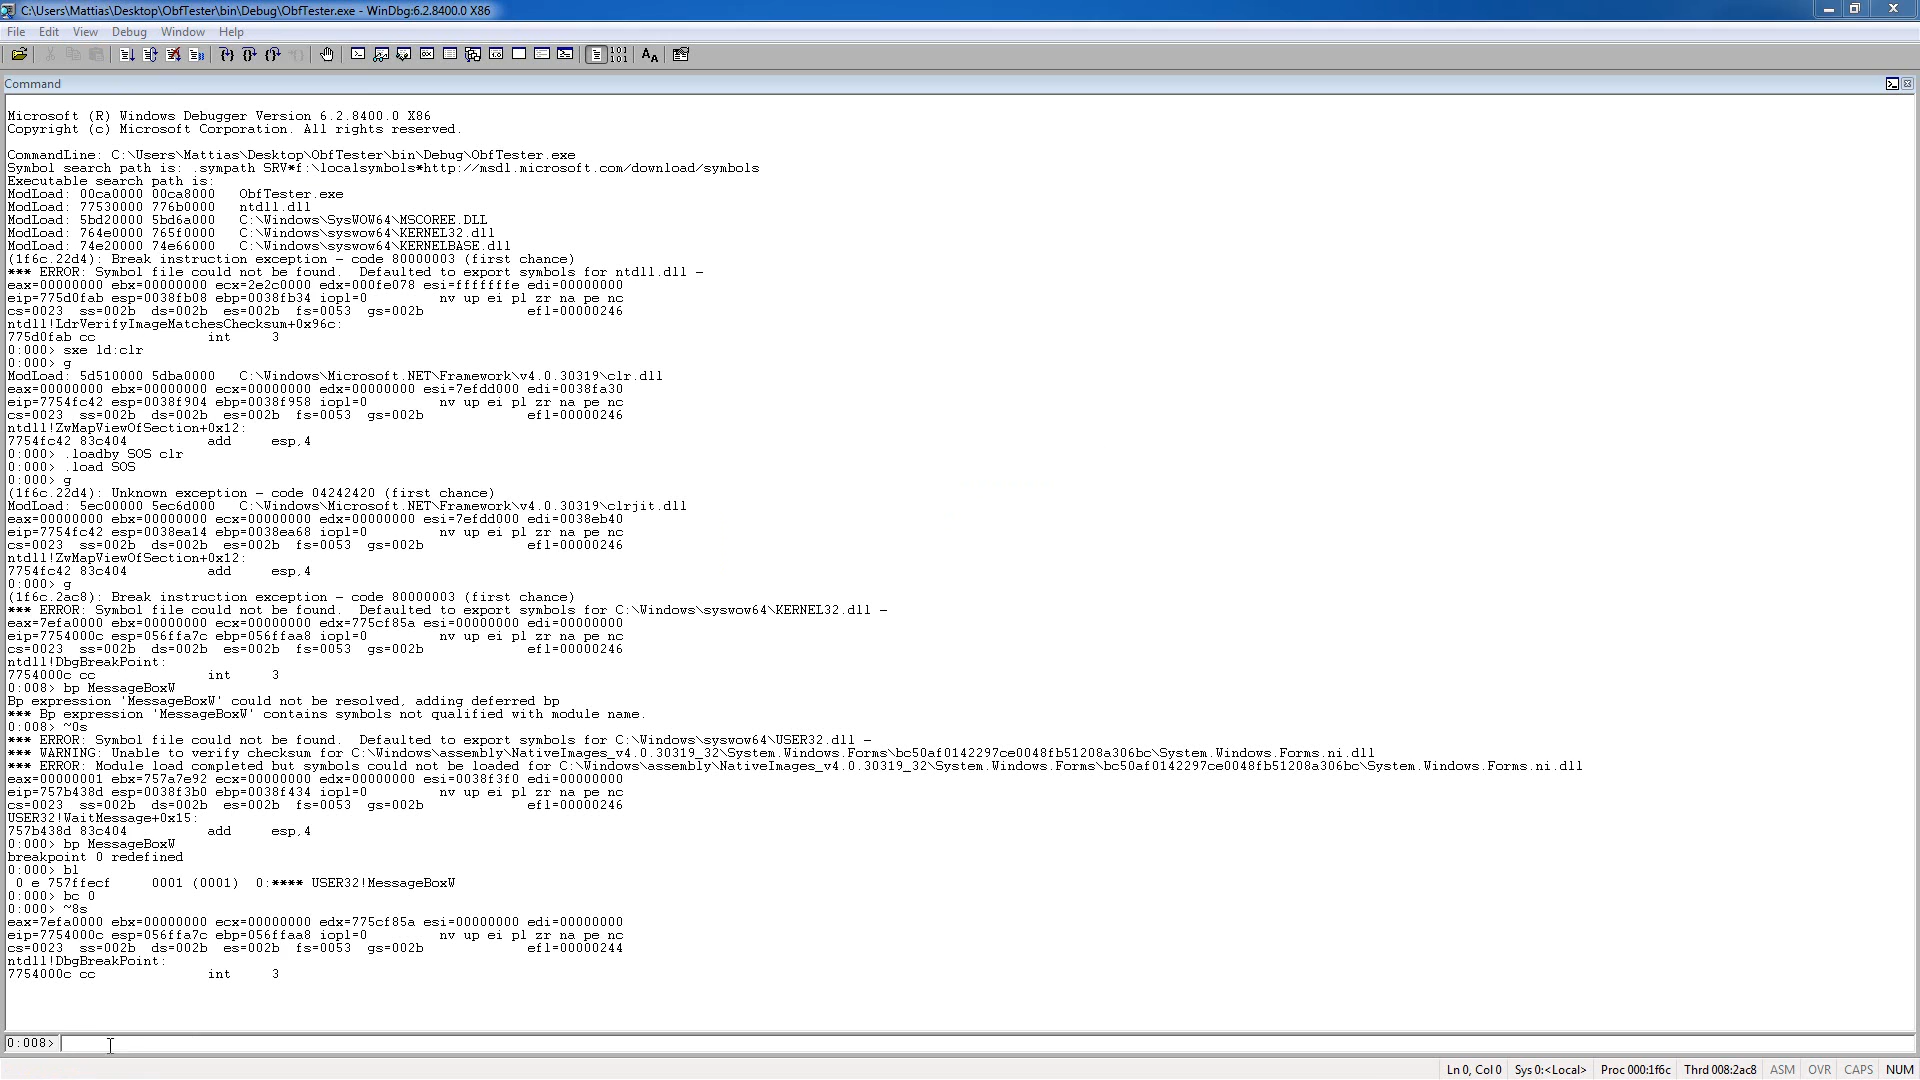 C:\Users\Mattias\Desktop\ObfTester\bin\Debug\ObfTester.exe - WinDbg:6.2.8400.0 X86
File Edit View Debug Window Help
Command
Microsoft (R) Windows Debugger Version 6.2.8400.0 X86
Copyright (c) Microsoft Corporation. All rights reserved.
CommandLine: C:\Users\Mattias\Desktop\ObfTester\bin\Debug\ObfTester.exe
Symbol search path is: .sympath SRV*f:\localsymbols*http://msdl.microsoft.com/download/symbols
Executable search path is:
ModLoad: 00ca0000 00ca8000   ObfTester.exe
ModLoad: 77530000 776b0000   ntdll.dll
ModLoad: 5bd20000 5bd6a000   C:\Windows\SysWOW64\MSCOREE.DLL
ModLoad: 764e0000 765f0000   C:\Windows\syswow64\KERNEL32.dll
ModLoad: 74e20000 74e66000   C:\Windows\syswow64\KERNELBASE.dll
(1f6c.22d4): Break instruction exception - code 80000003 (first chance)
*** ERROR: Symbol file could not be found.  Defaulted to export symbols for ntdll.dll -
eax=00000000 ebx=00000000 ecx=2e2c0000 edx=000fe078 esi=fffffffe edi=00000000
eip=775d0fab esp=0038fb08 ebp=0038fb34 iopl=0         nv up ei pl zr na pe nc
cs=0023  ss=002b  ds=002b  es=002b  fs=0053  gs=002b             efl=00000246
ntdll!LdrVerifyImageMatchesChecksum+0x96c:
775d0fab cc              int     3
0:000> sxe ld:clr
0:000> g
ModLoad: 5d510000 5dba0000   C:\Windows\Microsoft.NET\Framework\v4.0.30319\clr.dll
eax=00000000 ebx=00000000 ecx=00000000 edx=00000000 esi=7efdd000 edi=0038fa30
eip=7754fc42 esp=0038f904 ebp=0038f958 iopl=0         nv up ei pl zr na pe nc
cs=0023  ss=002b  ds=002b  es=002b  fs=0053  gs=002b             efl=00000246
ntdll!ZwMapViewOfSection+0x12:
7754fc42 83c404          add     esp,4
0:000> .loadby SOS clr
0:000> .load SOS
0:000> g
(1f6c.22d4): Unknown exception - code 04242420 (first chance)
ModLoad: 5ec00000 5ec6d000   C:\Windows\Microsoft.NET\Framework\v4.0.30319\clrjit.dll
eax=00000000 ebx=00000000 ecx=00000000 edx=00000000 esi=7efdd000 edi=0038eb40
eip=7754fc42 esp=0038ea14 ebp=0038ea68 iopl=0         nv up ei pl zr na pe nc
cs=0023  ss=002b  ds=002b  es=002b  fs=0053  gs=002b             efl=00000246
ntdll!ZwMapViewOfSection+0x12:
7754fc42 83c404          add     esp,4
0:000> g
(1f6c.2ac8): Break instruction exception - code 80000003 (first chance)
*** ERROR: Symbol file could not be found.  Defaulted to export symbols for C:\Windows\syswow64\KERNEL32.dll -
eax=7efa0000 ebx=00000000 ecx=00000000 edx=775cf85a esi=00000000 edi=00000000
eip=7754000c esp=056ffa7c ebp=056ffaa8 iopl=0         nv up ei pl zr na pe nc
cs=0023  ss=002b  ds=002b  es=002b  fs=0053  gs=002b             efl=00000246
ntdll!DbgBreakPoint:
7754000c cc              int     3
0:008> bp MessageBoxW
Bp expression 'MessageBoxW' could not be resolved, adding deferred bp
*** Bp expression 'MessageBoxW' contains symbols not qualified with module name.
0:008> ~0s
*** ERROR: Symbol file could not be found.  Defaulted to export symbols for C:\Windows\syswow64\USER32.dll -
*** WARNING: Unable to verify checksum for C:\Windows\assembly\NativeImages_v4.0.30319_32\System.Windows.Forms\bc50af0142297ce0048fb51208a306bc\System.Windows.Forms.ni.dll
*** ERROR: Module load completed but symbols could not be loaded for C:\Windows\assembly\NativeImages_v4.0.30319_32\System.Windows.Forms\bc50af0142297ce0048fb51208a306bc\System.Windows.Forms.ni.dll
eax=00000001 ebx=757a7e92 ecx=00000000 edx=00000000 esi=0038f3f0 edi=00000000
eip=757b438d esp=0038f3b0 ebp=0038f434 iopl=0         nv up ei pl zr na pe nc
cs=0023  ss=002b  ds=002b  es=002b  fs=0053  gs=002b             efl=00000246
USER32!WaitMessage+0x15:
757b438d 83c404          add     esp,4
0:000> bp MessageBoxW
breakpoint 0 redefined
0:000> bl
 0 e 757ffecf     0001 (0001)  0:**** USER32!MessageBoxW
0:000> bc 0
0:000> ~8s
eax=7efa0000 ebx=00000000 ecx=00000000 edx=775cf85a esi=00000000 edi=00000000
eip=7754000c esp=056ffa7c ebp=056ffaa8 iopl=0         nv up ei pl zr na pe nc
cs=0023  ss=002b  ds=002b  es=002b  fs=0053  gs=002b             efl=00000244
ntdll!DbgBreakPoint:
7754000c cc              int     3
0:008>
Ln 0, Col 0 Sys 0:<Local> Proc 000:1f6c Thrd 008:2ac8 ASM OVR CAPS NUM